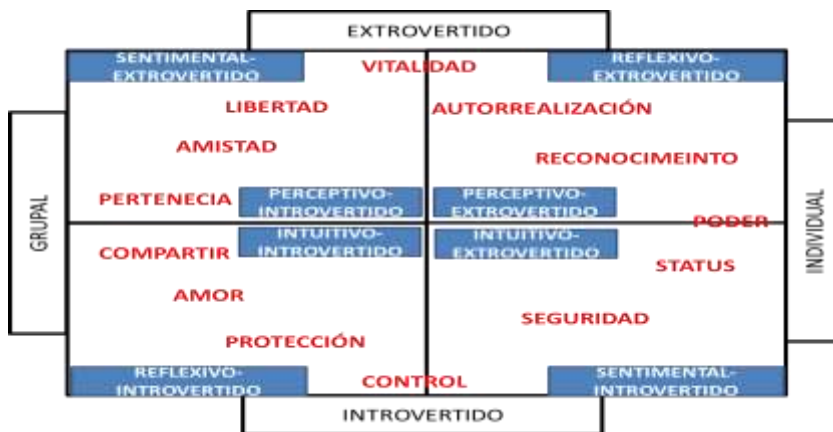 EXTROVERTIDO
SENTIMENTAL-
EXTROVERTIDO
VITALIDAD
REFLEXIVO-
EXTROVERTIDO
LIBERTAD
AUTORREALIZACIÓN
AMISTAD
RECONOCIMEINTO
PERTENECIA
PERCEPTIVO-
INTROVERTIDO
PERCEPTIVO-
EXTROVERTIDO
GRUPAL
PODER
INDIVIDUAL
COMPARTIR
INTUITIVO-
INTROVERTIDO
INTUITIVO-
EXTROVERTIDO
STATUS
AMOR
SEGURIDAD
PROTECCIÓN
REFLEXIVO-
INTROVERTIDO
CONTROL
SENTIMENTAL-
INTROVERTIDO
INTROVERTIDO